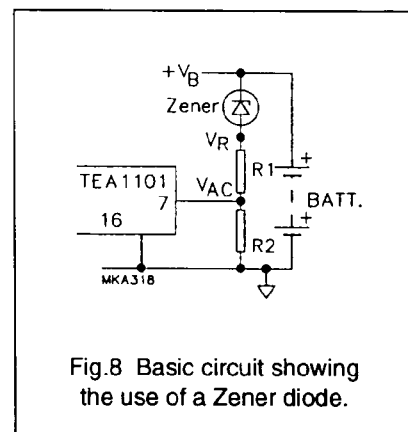 +VB
Zener
VR
R1
+
TEA1101
VAC
7
BATT.
16
+
R2
MKA318
Fig.8 Basic circuit showing
the use of a Zener diode.